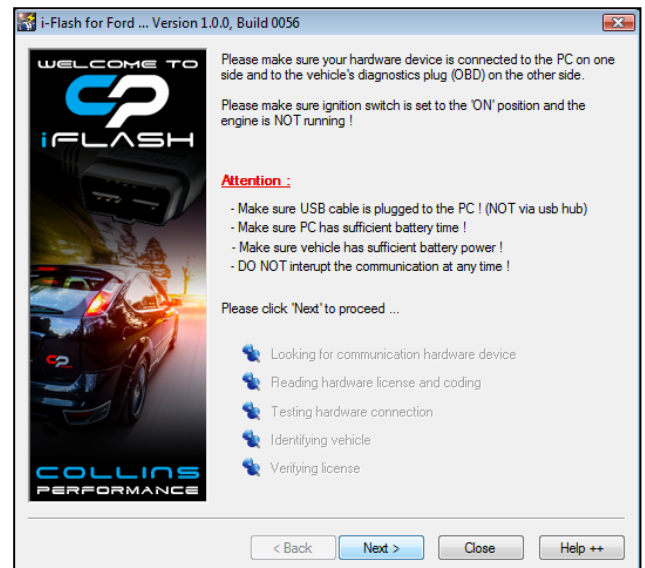 i-Flash for Ford ... Version 1.0.0, Build 0056
WELCOME TO
CP
iFLASH
COLLINS
PERFORMANCE
Please make sure your hardware device is connected to the PC on one
side and to the vehicle's diagnostics plug (OBD) on the other side.
Please make sure ignition switch is set to the 'ON' position and the
engine is NOT running !
Attention :
- Make sure USB cable is plugged to the PC ! (NOT via usb hub)
- Make sure PC has sufficient battery time !
- Make sure vehicle has sufficient battery power !
- DO NOT interupt the communication at any time !
Please click 'Next' to proceed ...
Looking for communication hardware device
Reading hardware license and coding
Testing hardware connection
Identifying vehicle
Verifying license
< Back
Next >
Close
Help ++